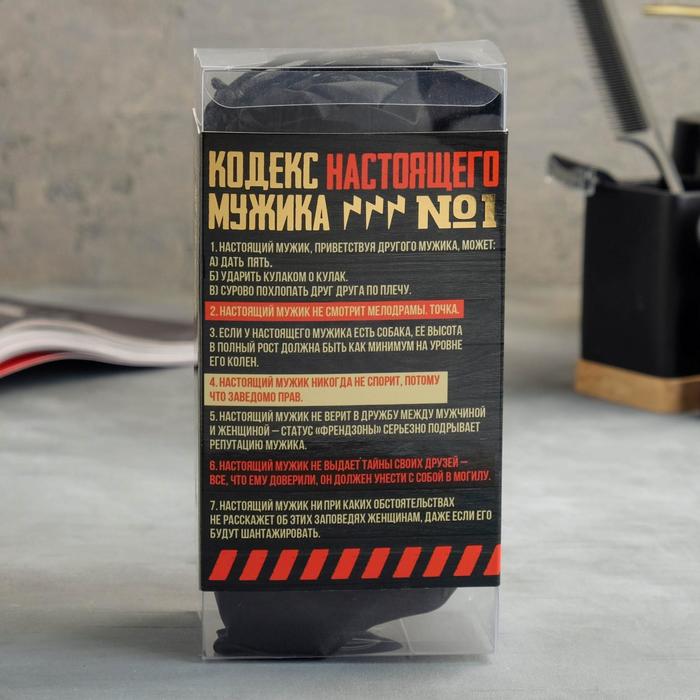 КОДЕКС НАСТОЯЩЕГО
МУЖИКА №1
1. НАСТОЯЩИЙ МУЖИК, ПРИВЕТСТВУЯ ДРУГОГО МУЖИКА, МОЖЕТ:
А) ДАТЬ ПЯТЬ.
Б) УДАРИТЬ КУЛАКОМ О КУЛАК.
В) СУРОВО ПОХЛОПАТЬ ДРУГ ДРУГА ПО ПЛЕЧУ.
2. НАСТОЯЩИЙ МУЖИК НЕ СМОТРИТ МЕЛОДРАМЫ. ТОЧКА.
3. ЕСЛИ У НАСТОЯЩЕГО МУЖИКА ЕСТЬ СОБАКА, ЕЁ ВЫСОТА
В ПОЛНЫЙ РОСТ ДОЛЖНА БЫТЬ КАК МИНИМУМ НА УРОВНЕ
ЕГО КОЛЕН.
4. НАСТОЯЩИЙ МУЖИК НИКОГДА НЕ СПОРИТ, ПОТОМУ
ЧТО ЗАВЕДОМО ПРАВ.
5. НАСТОЯЩИЙ МУЖИК НЕ ВЕРИТ В ДРУЖБУ МЕЖДУ МУЖЧИНОЙ
И ЖЕНЩИНОЙ – СТАТУС «ФРЕНДЗОНЫ» СЕРЬЕЗНО ПОДРЫВАЕТ
РЕПУТАЦИЮ МУЖИКА.
6. НАСТОЯЩИЙ МУЖИК НЕ ВЫДАЕТ ТАЙНЫ СВОИХ ДРУЗЕЙ –
ВСЕ, ЧТО ЕМУ ДОВЕРИЛИ, ОН ДОЛЖЕН УНЕСТИ С СОБОЙ В МОГИЛУ.
7. НАСТОЯЩИЙ МУЖИК НИ ПРИ КАКИХ ОБСТОЯТЕЛЬСТВАХ
НЕ РАССКАЖЕТ ОБ ЭТИХ ЗАПОВЕДЯХ ЖЕНЩИНАМ, ДАЖЕ ЕСЛИ ЕГО
БУДУТ ШАНТАЖИРОВАТЬ.